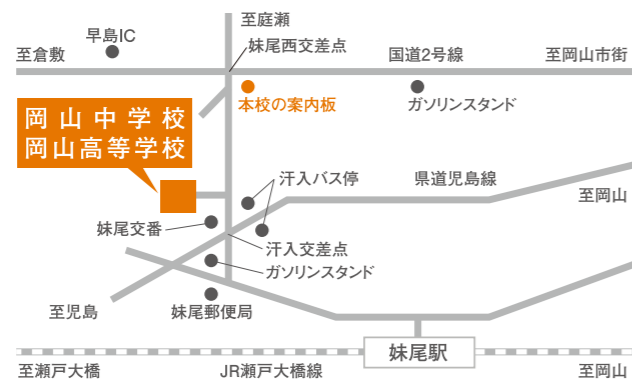 至庭瀬
早島IC
妹尾西交差点
至倉敷
国道2号線
至岡山市街
本校の案内板
ガソリンスタンド
岡山中学校
岡山高等学校
汗入バス停
県道児島線
至岡山
妹尾交番
汗入交差点
ガソリンスタンド
至児島
妹尾郵便局
妹尾駅
至瀬戸大橋
JR瀬戸大橋線
至岡山